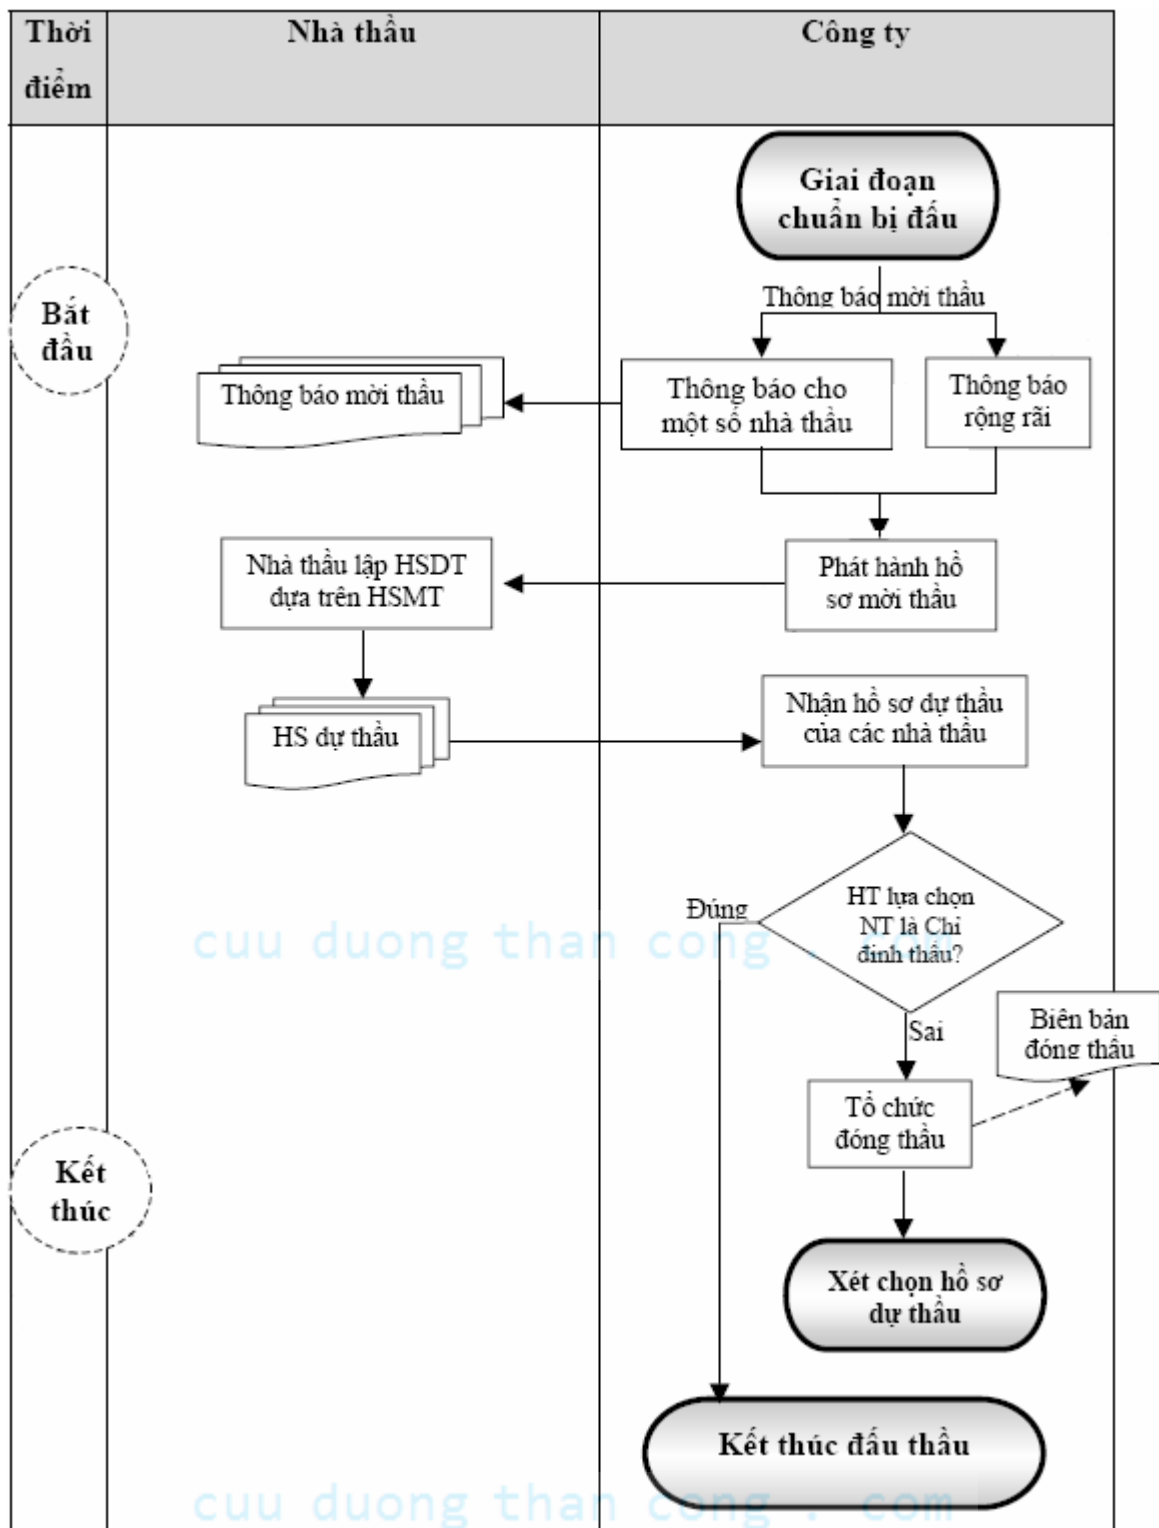 Thời điểm
Nhà thầu
Công ty
Giai đoạn
chuẩn bị đấu
Bắt
đầu
Thông báo mời thầu
Thông báo mời thầu
Thông báo cho
một số nhà thầu
Thông báo
rộng rãi
Nhà thầu lập HSDT
dựa trên HSMT
Phát hành hồ
sơ mời thầu
HS dự thầu
Nhận hồ sơ dự thầu
của các nhà thầu
Đúng
HT lựa chọn
NT là Chỉ
định thầu?
cuu duong than cong . com
Sai
Biên bản
đóng thầu
Tổ chức
đóng thầu
Kết
thúc
Xét chọn hồ sơ
dự thầu
Kết thúc đấu thầu
cuu duong than cong . com